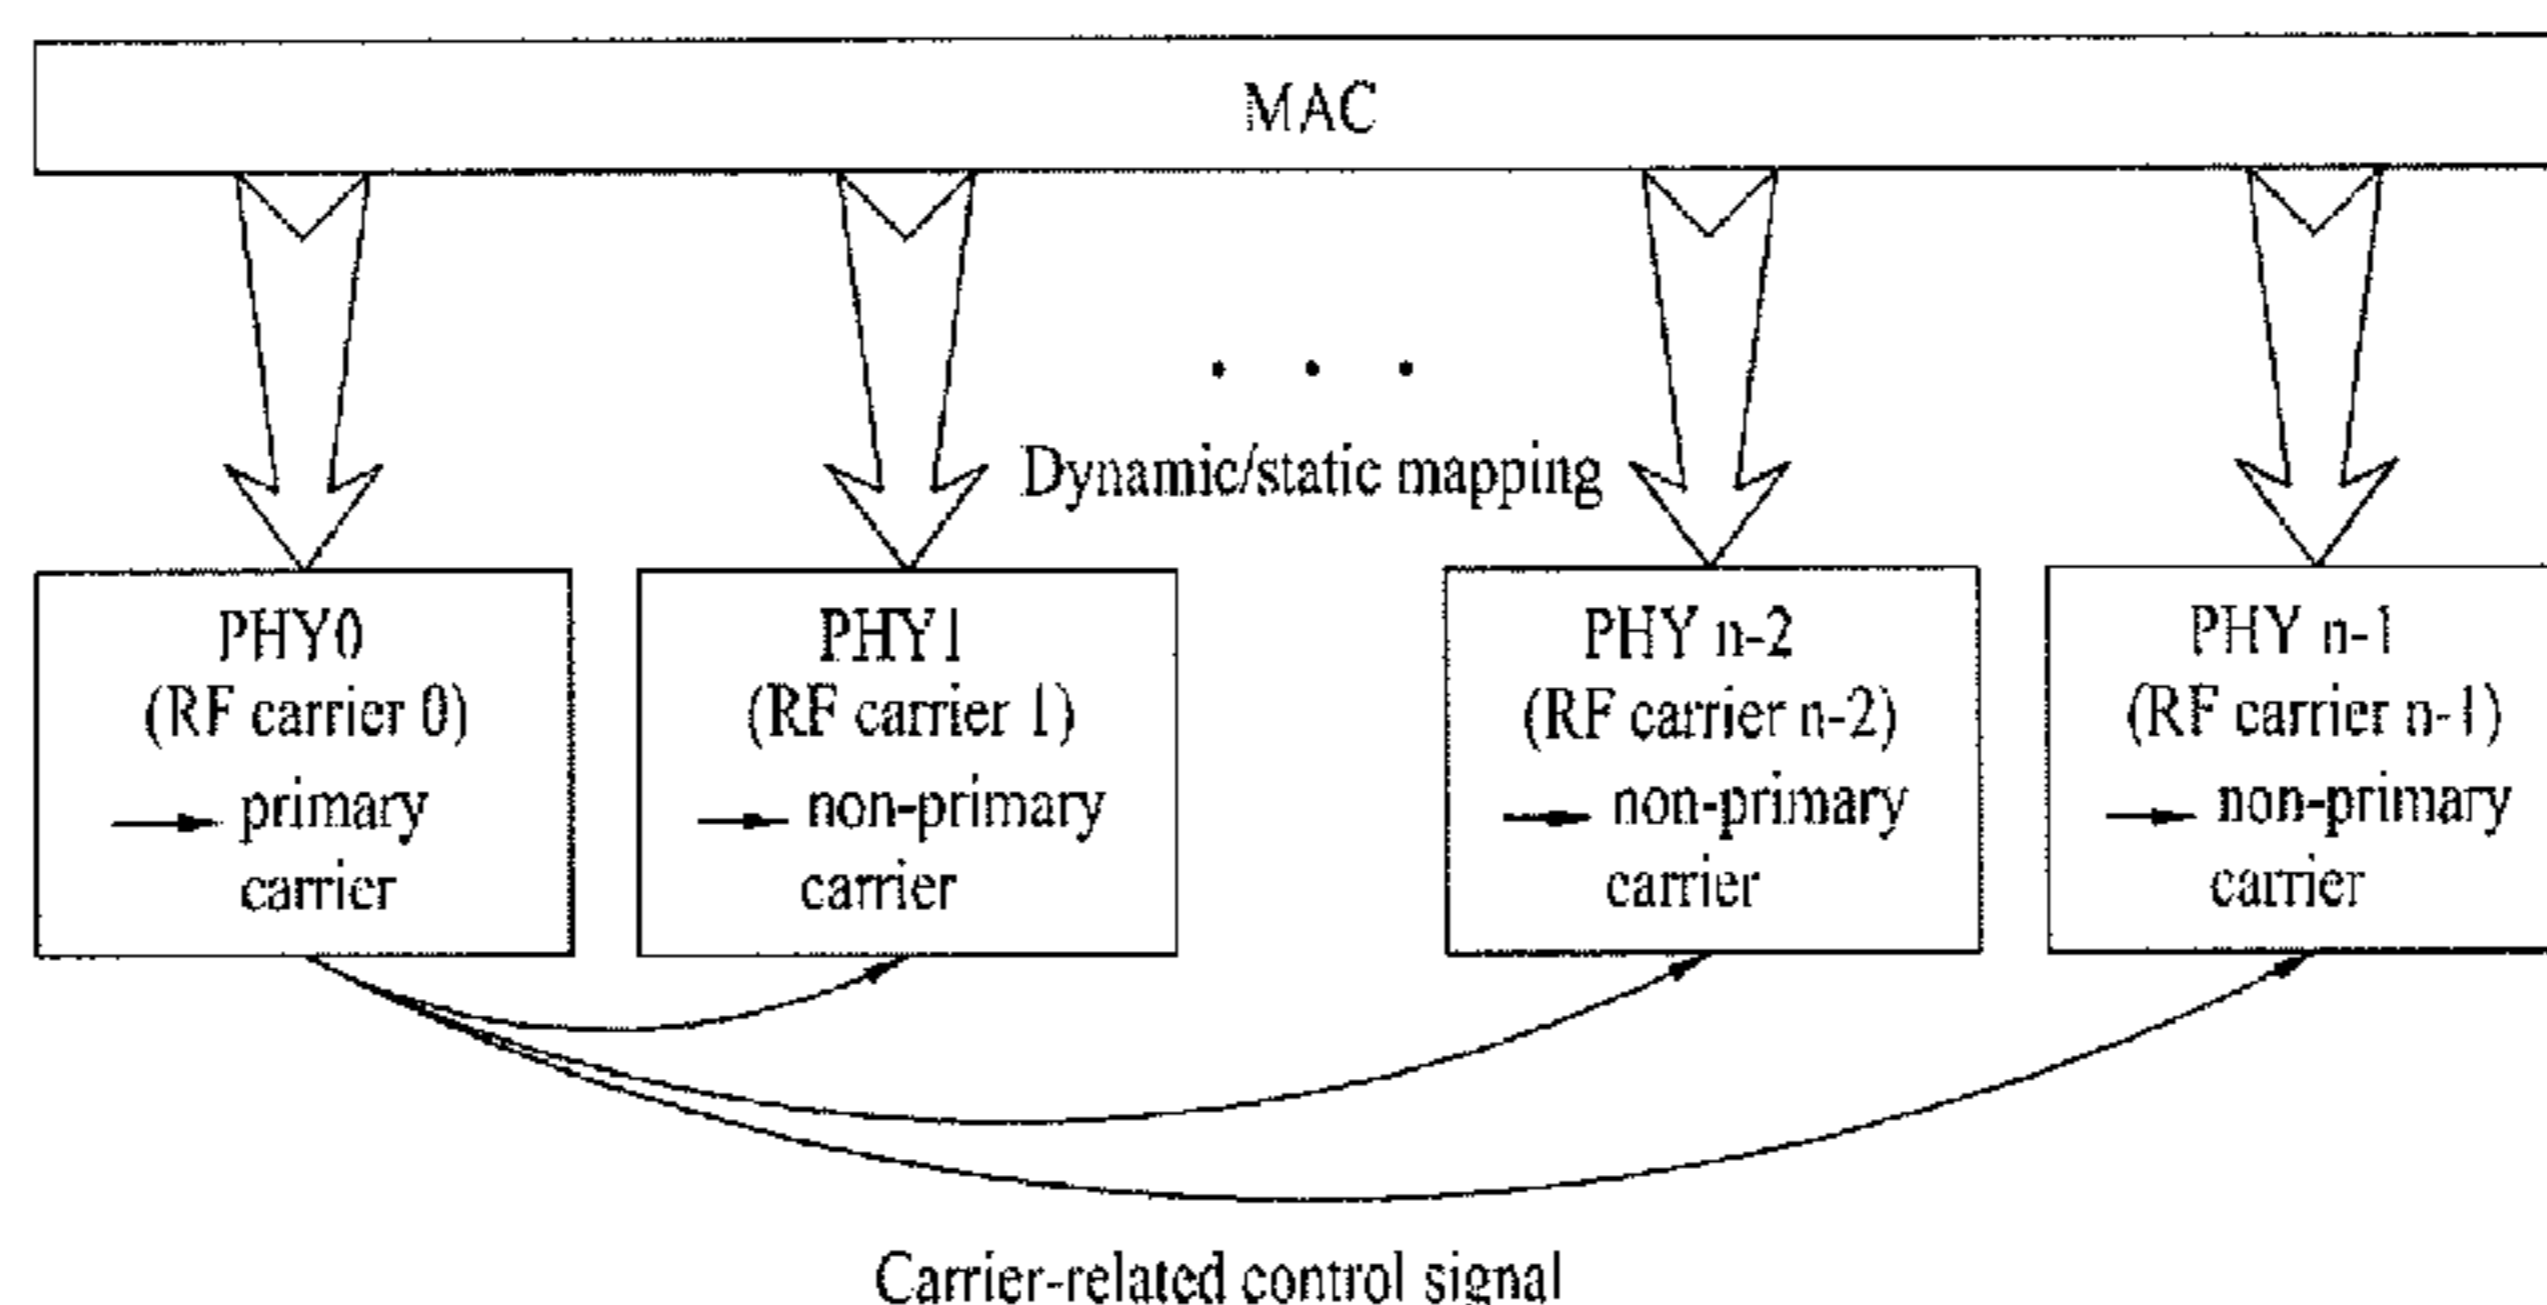 MAC
Dynamic/static mapping
PHY0
(RF carrier 0)
primary
carrier
PHY1
(RF carrier 1)
non-primary
carrier
PHY n-2
(RF carrier n-2)
non-primary
carrier
PHY n-1
(RF carrier n-1)
non-primary
carrier
Carrier-related control signal